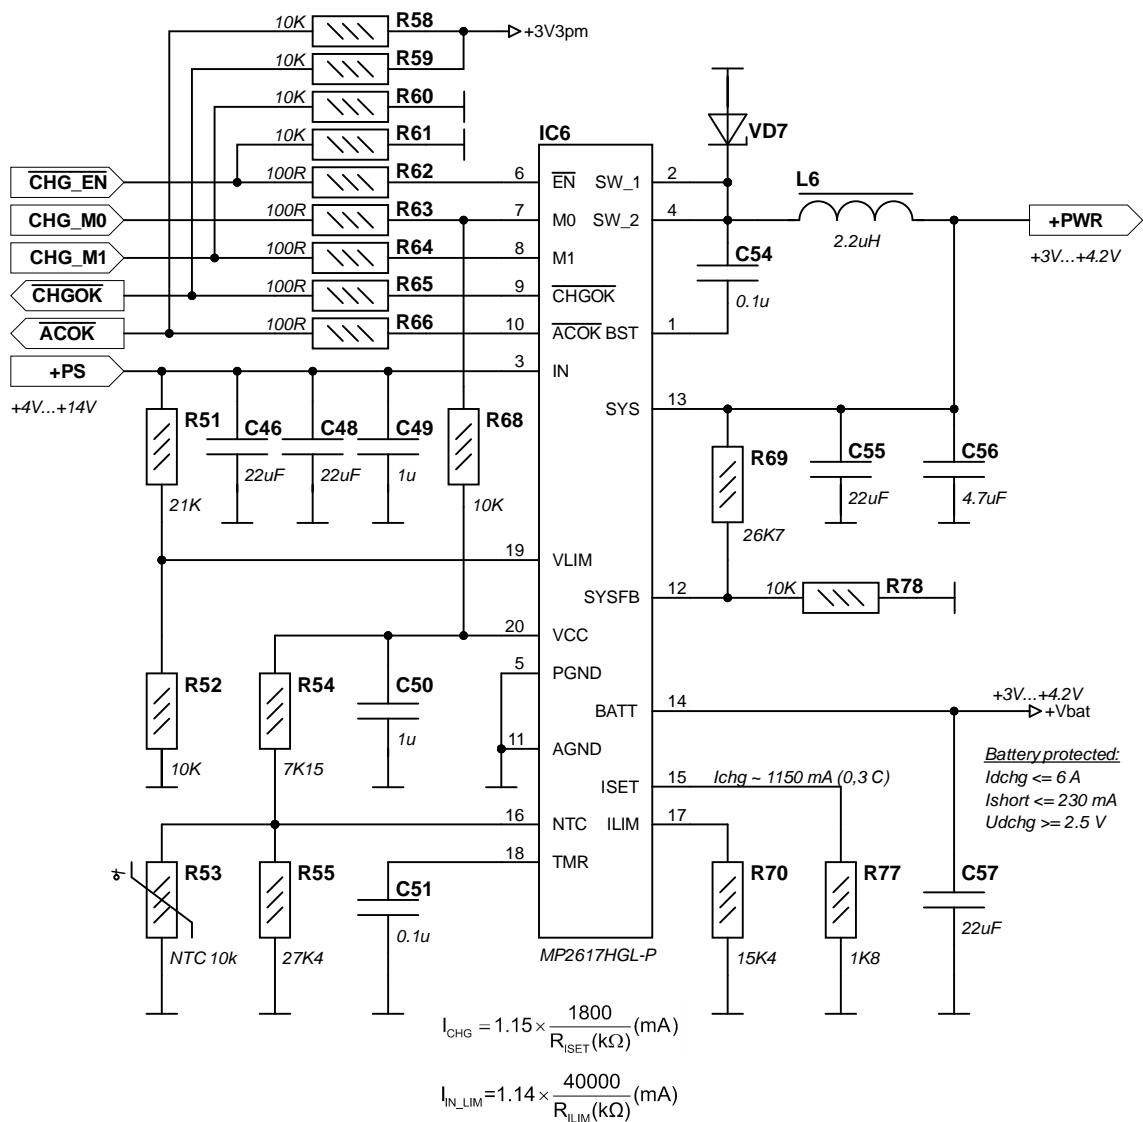 10K R58
+3V3pm
10K R59
10K R60
10K R61
VD7
IC6
CHG_EN 100R R62 6 EN SW_1 2
L6
CHG_M0 100R R63 7 M0 SW_2 4
+PWR
2.2uH
CHG_M1 100R R64 8 M1
C54
+3V...+4.2V
CHGOK 100R R65 9 CHGOK
0.1u
ACOK 100R R66 10 ACOK BST 1
+PS 3 IN
+4V...+14V
SYS 13
R51 C46 C48 C49 R68
R69 C55 C56
21K 22uF 22uF 1u 10K
26K7 22uF 4.7uF
19 VLIM
SYSFB 12 10K R78
20 VCC
5 PGND
R52 R54 C50
BATT 14
+3V...+4.2V
+Vbat
10K 7K15 1u
11 AGND
Battery protected:
Idchg <= 6 A
Ishort <= 230 mA
Udchg >= 2.5 V
ISET 15 Ichg ~ 1150 mA (0,3 C)
16 NTC ILIM 17
18 TMR
R53 R55 C51
R70 R77 C57
NTC 10k 27K4 0.1u
15K4 1K8 22uF
MP2617HGL-P
I_CHG = 1.15 × 1800 / R_ISET(kΩ) (mA)
I_IN_LIM = 1.14 × 40000 / R_ILIM(kΩ) (mA)